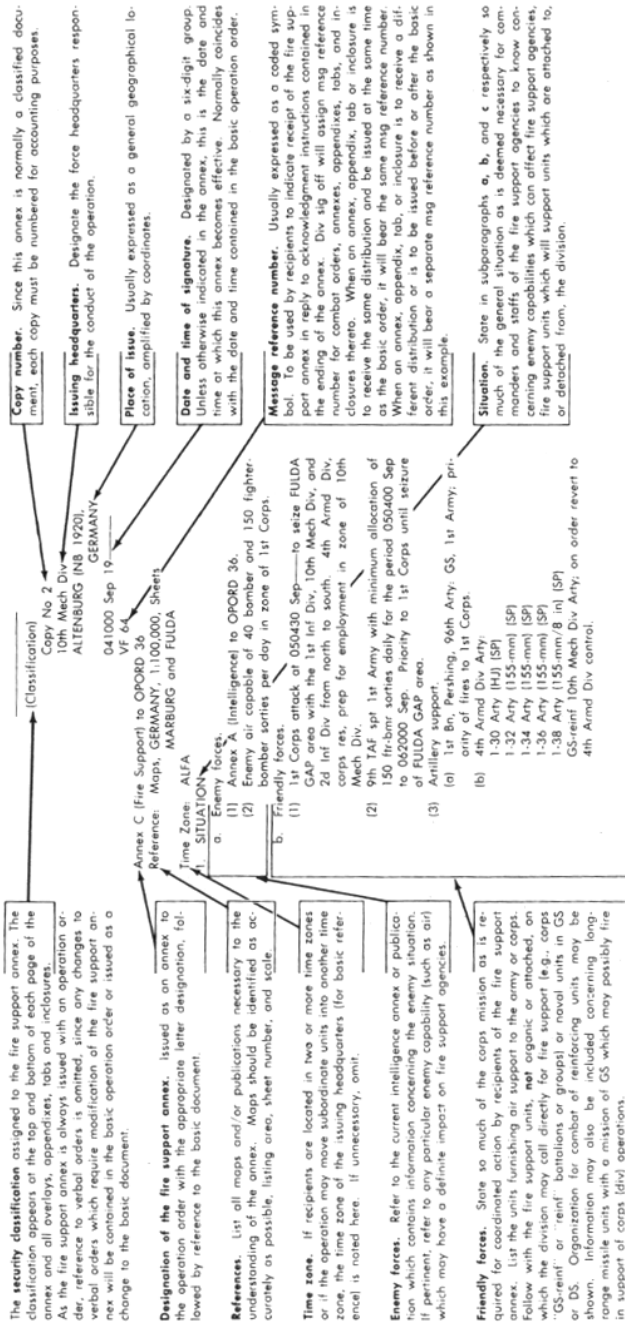 The security classification assigned to the fire support annex. The
classification appears at the top and bottom of each page of the
annex and all overlays, appendixes, tabs and inclosures.
As the fire support annex is always issued with an operation or-
der, reference to verbal orders is omitted, since any changes to
verbal orders which require modification of the fire support an-
nex will be contained in the basic operation order or issued as a
change to the basic document.
Designation of the fire support annex. Issued as an annex to
the operation order with the appropriate letter designation, fol-
lowed by reference to the basic document.
References. List all maps and/or publications necessary to the
understanding of the annex. Maps should be identified as ac-
curately as possible, listing area, sheet number, and scale.
Time zone. If recipients are located in two or more time zones
or if the operation may move subordinate units into another time
zone, the time zone of the issuing headquarters (for basic refer-
ence) is noted here. If unnecessary, omit.
Enemy forces. Refer to the current intelligence annex or publica-
tion which contains information concerning the enemy situation.
If pertinent, refer to any particular enemy capability (such as air)
which may have a definite impact on fire support agencies.
Friendly forces. State so much of the corps mission as is re-
quired for coordinated action by recipients of the fire support
annex. List the units furnishing air support to the army or corps.
Follow with the fire support units, not organic or attached, on
which the division may call directly for fire support (e.g., corps
"GS-reinf" or "reinf" battalions or groups) or naval units in GS
or DS. Organization for combat of reinforcing units may be
shown. Information may also be included concerning long-
range missile units with a mission of GS which may possibly fire
in support of corps (div) operations.
(Classification)
Copy No 2
10th Mech Div
ALTENBURG (NB 1920),
GERMANY
041000 Sep 19
VF 64
Annex C (Fire Support) to OPORD 36
Reference: Maps, GERMANY, 1:100,000, Sheets
MARBURG and FULDA
Time Zone: ALFA
1. SITUATION
a. Enemy forces.
(1) Annex A (Intelligence) to OPORD 36.
(2) Enemy air capable of 40 bomber and 150 fighter-
bomber sorties per day in zone of 1st Corps.
b. Friendly forces.
(1) 1st Corps attack at 050430 Sep to seize FULDA
GAP area with the 1st Inf Div, 10th Mech Div, and
2d Inf Div from north to south. 4th Armd Div,
corps res, prep for employment in zone of 10th
Mech Div.
(2) 9th TAF spt 1st Army with minimum allocation of
150 ftr-bmr sorties daily for the period 050400 Sep
to 062000 Sep. Priority to 1st Corps until seizure
of FULDA GAP area.
(3) Artillery support.
(a) 1st Bn, Pershing, 96th Arty: GS, 1st Army; pri-
ority of fires to 1st Corps.
(b) 4th Armd Div Arty:
1-30 Arty (HJ) (SP)
1-32 Arty (155-mm) (SP)
1-34 Arty (155-mm) (SP)
1-36 Arty (155-mm) (SP)
1-38 Arty (155-mm/8 in) (SP)
GS-reinf 10th Mech Div Arty; on order revert to
4th Armd Div control.
Copy number. Since this annex is normally a classified docu-
ment, each copy must be numbered for accounting purposes.
Issuing headquarters. Designate the force headquarters respon-
sible for the conduct of the operation.
Place of issue. Usually expressed as a general geographical lo-
cation, amplified by coordinates.
Date and time of signature. Designated by a six-digit group.
Unless otherwise indicated in the annex, this is the date and
time at which this annex becomes effective. Normally coincides
with the date and time contained in the basic operation order.
Message reference number. Usually expressed as a coded sym-
bol. To be used by recipients to indicate receipt of the fire sup-
port annex in reply to acknowledgment instructions contained in
the ending of the annex. Div sig off will assign msg reference
number for combat orders, annexes, appendixes, tabs, and in-
closures thereto. When an annex, appendix, tab or inclosure is
to receive the same distribution and be issued at the same time
as the basic order, it will bear the same msg reference number.
When an annex, appendix, tab, or inclosure is to receive a dif-
ferent distribution or is to be issued before or after the basic
order, it will bear a separate msg reference number as shown in
this example.
Situation. State in subparagraphs a, b, and c respectively so
much of the general situation as is deemed necessary for com-
manders and staffs of the fire support agencies to know con-
cerning enemy capabilities which can affect fire support agencies,
fire support units which will support units which are attached to,
or detached from, the division.